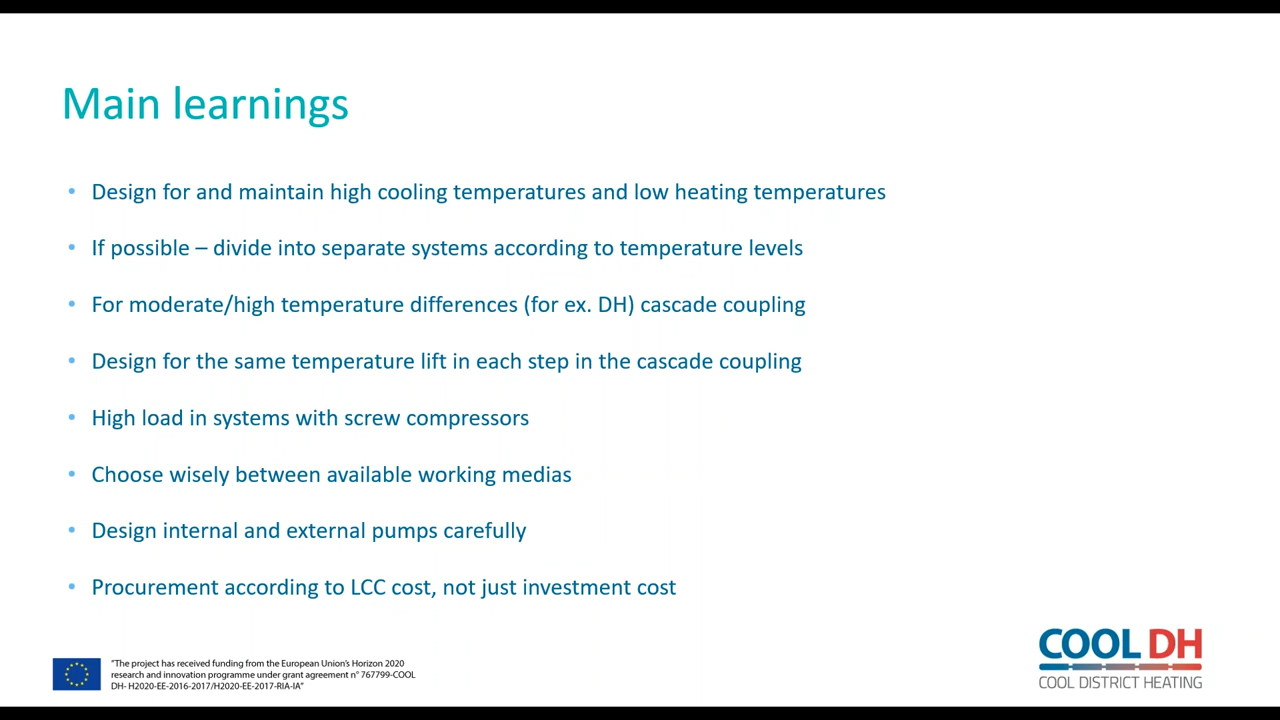 Main learnings
• Design for and maintain high cooling temperatures and low heating temperatures
• If possible – divide into separate systems according to temperature levels
• For moderate/high temperature differences (for ex. DH) cascade coupling
• Design for the same temperature lift in each step in the cascade coupling
• High load in systems with screw compressors
• Choose wisely between available working medias
• Design internal and external pumps carefully
• Procurement according to LCC cost, not just investment cost
"The project has received funding from the European Union's Horizon 2020
research and innovation programme under grant agreement n° 767799-COOL
DH- H2020-EE-2016-2017/H2020-EE-2017-RIA-IA"
COOL DH
COOL DISTRICT HEATING